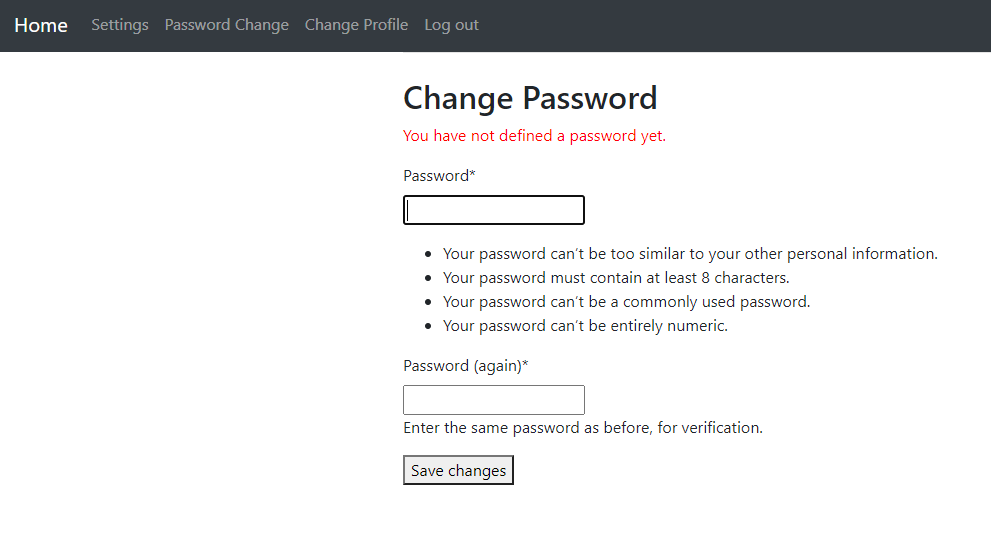 Home Settings Password Change Change Profile Log out
Change Password
You have not defined a password yet.
Password*
Your password can't be too similar to your other personal information.
Your password must contain at least 8 characters.
Your password can't be a commonly used password.
Your password can't be entirely numeric.
Password (again)*
Enter the same password as before, for verification.
Save changes